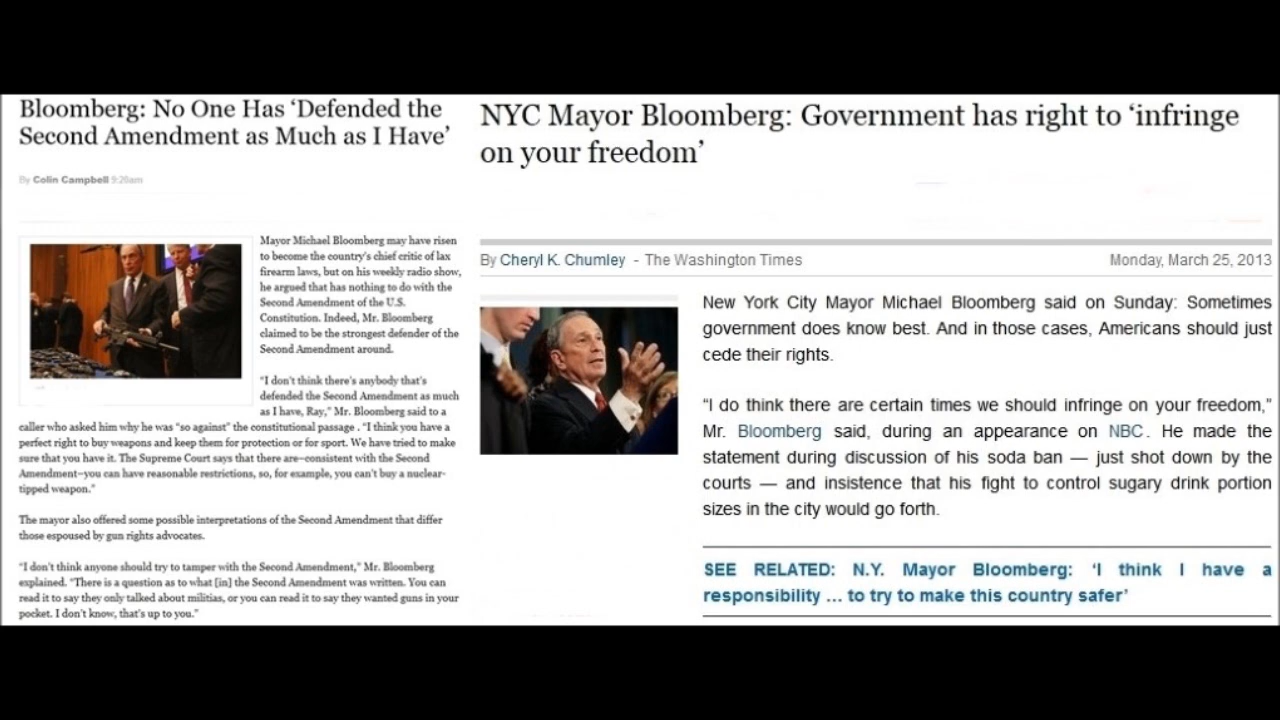 Bloomberg: No One Has ‘Defended the
Second Amendment as Much as I Have’
By Colin Campbell 9:26am
Mayor Michael Bloomberg may have risen
to become the country's chief critic of lax
firearm laws, but on his weekly radio show,
he argued that has nothing to do with the
Second Amendment of the U.S.
Constitution. Indeed, Mr. Bloomberg
claimed to be the strongest defender of the
Second Amendment around.
“I don't think there's anybody that's
defended the Second Amendment as much
as I have, Ray,” Mr. Bloomberg said to a
caller who asked him why he was “so against” the constitutional passage . “I think you have a
perfect right to buy weapons and keep them for protection or for sport. We have tried to make
sure that you have it. The Supreme Court says that there are–consistent with the Second
Amendment–you can have reasonable restrictions, so, for example, you can't buy a nuclear-
tipped weapon.”
The mayor also offered some possible interpretations of the Second Amendment that differ
those espoused by gun rights advocates.
“I don't think anyone should try to tamper with the Second Amendment,” Mr. Bloomberg
explained. “There is a question as to what [in] the Second Amendment was written. You can
read it to say they only talked about militias, or you can read it to say they wanted guns in your
pocket. I don't know, that's up to you.”
NYC Mayor Bloomberg: Government has right to ‘infringe
on your freedom’
By Cheryl K. Chumley - The Washington Times Monday, March 25, 2013
New York City Mayor Michael Bloomberg said on Sunday: Sometimes
government does know best. And in those cases, Americans should just
cede their rights.
“I do think there are certain times we should infringe on your freedom,”
Mr. Bloomberg said, during an appearance on NBC. He made the
statement during discussion of his soda ban — just shot down by the
courts — and insistence that his fight to control sugary drink portion
sizes in the city would go forth.
SEE RELATED: N.Y. Mayor Bloomberg: ‘I think I have a
responsibility ... to try to make this country safer’